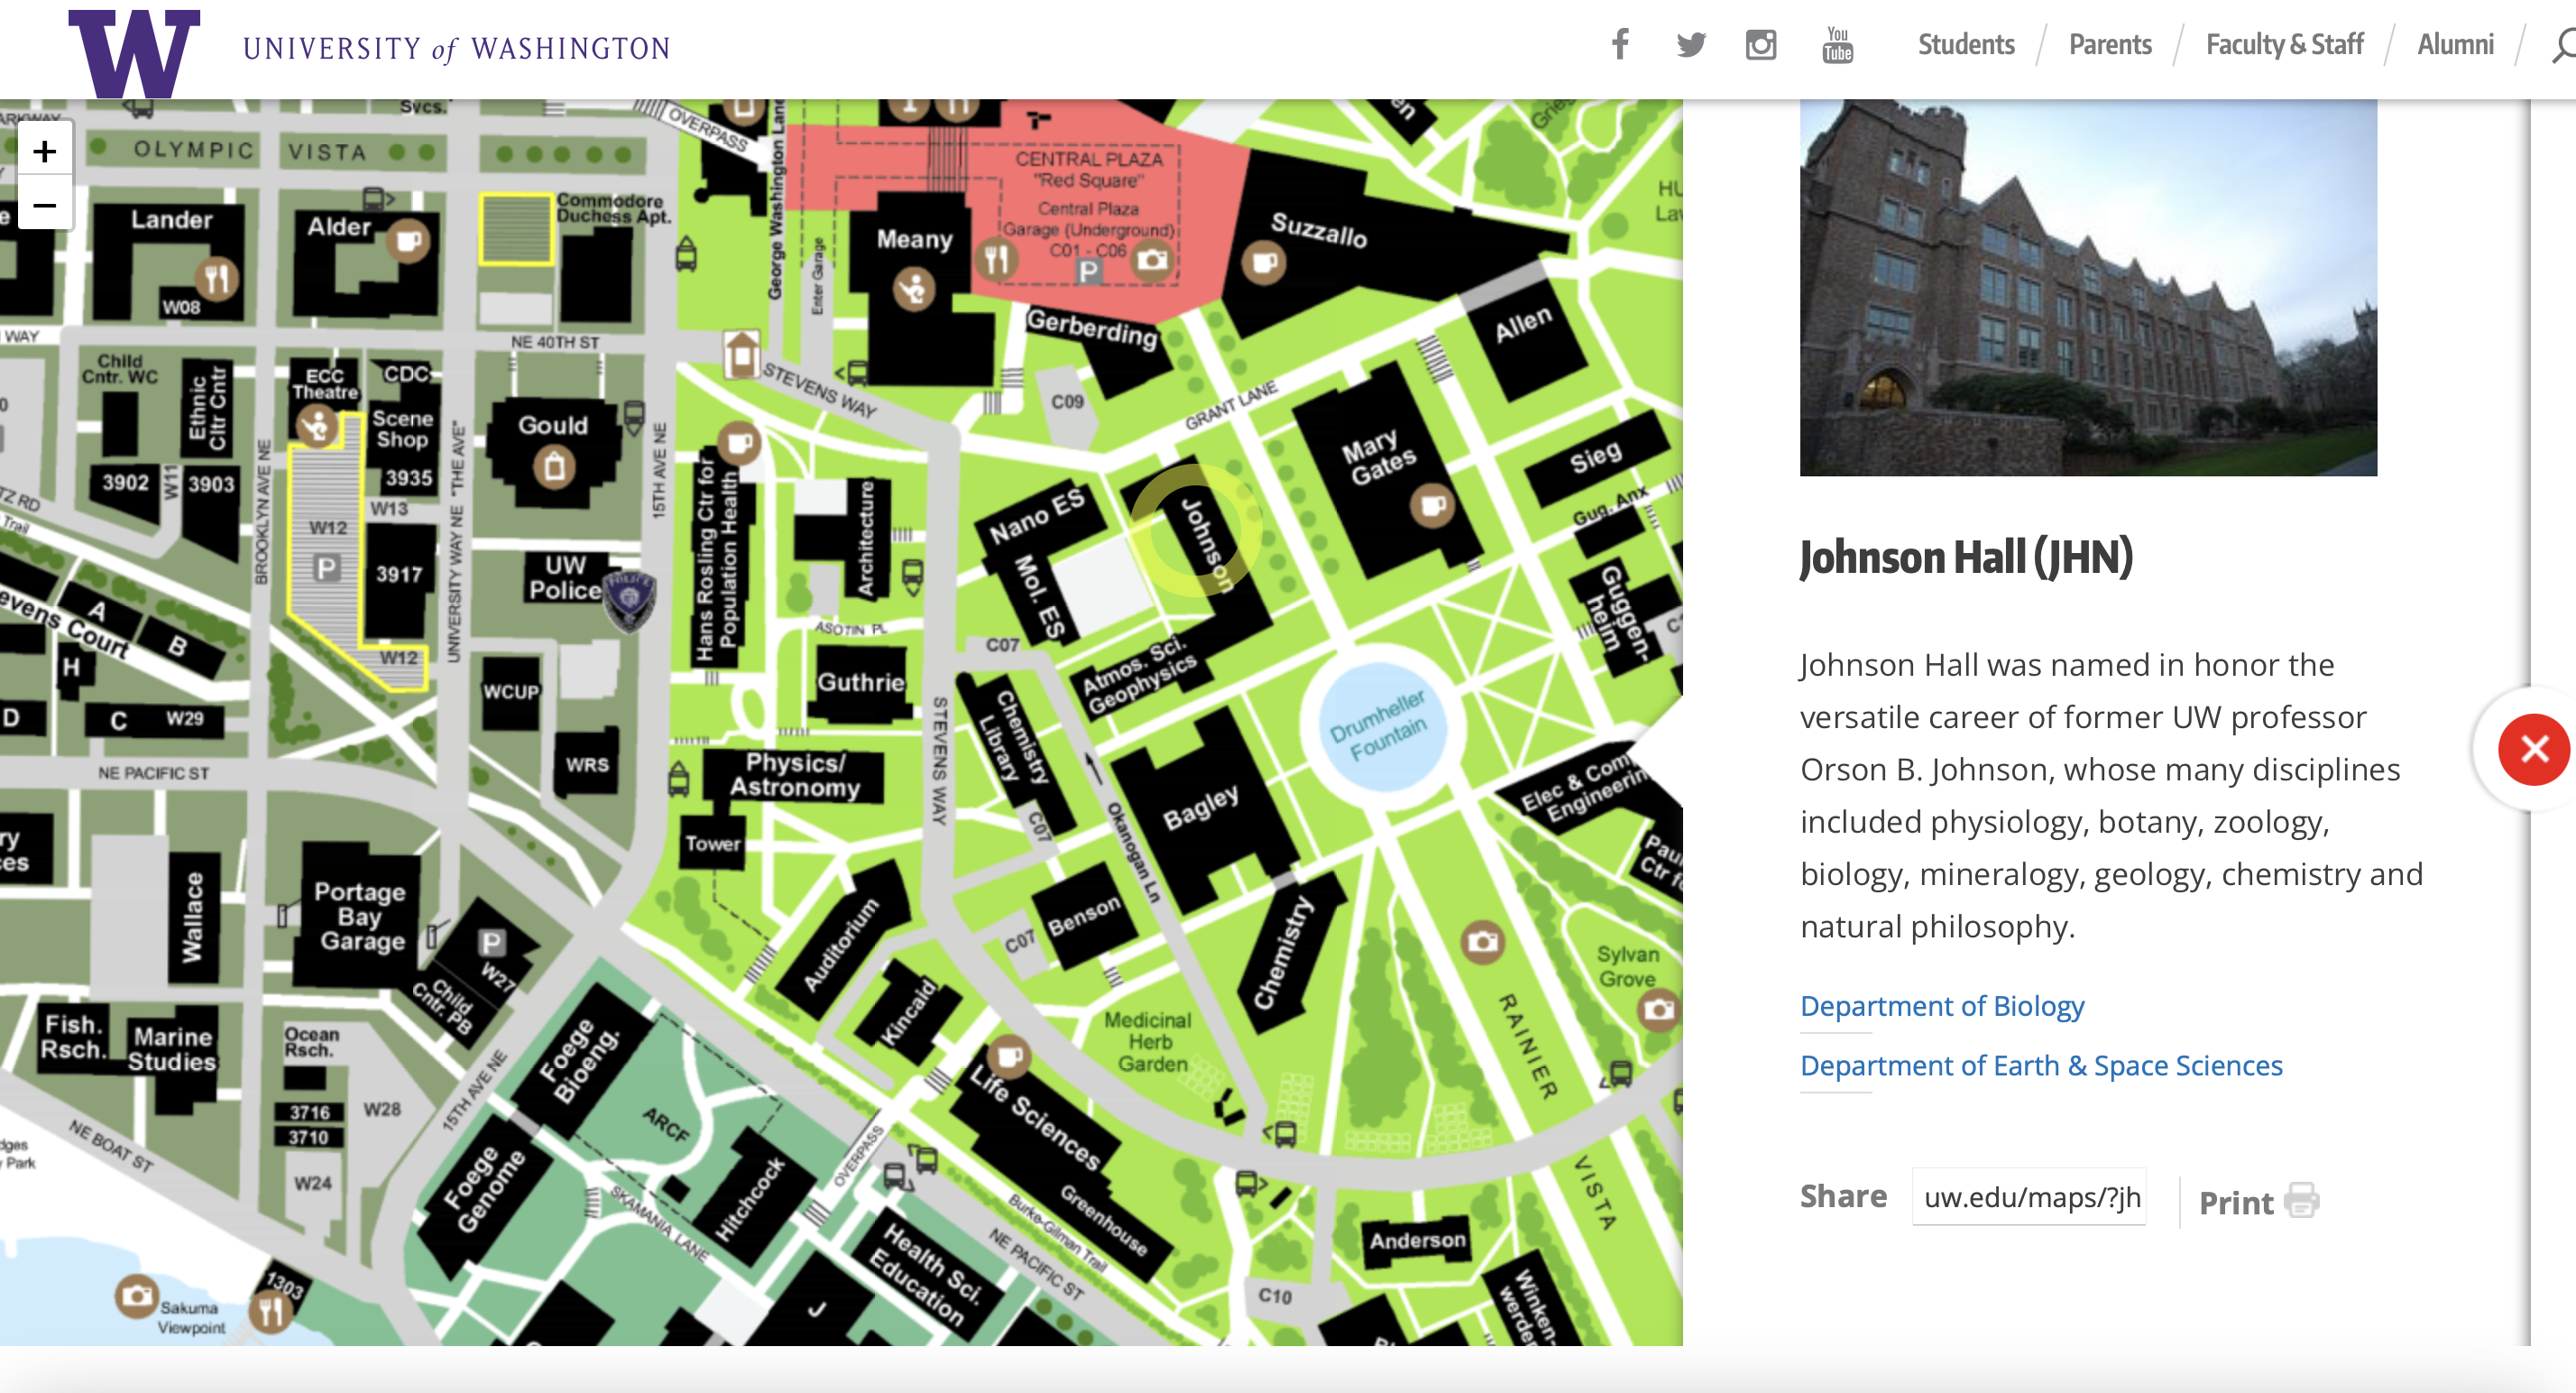 UNIVERSITY of WASHINGTON
You
Tube
Students
Parents
Faculty & Staff
Alumni
+
−
Svcs.
OLYMPIC VISTA
OVERPASS
George Washington Lane
Enter Garage
CENTRAL PLAZA
"Red Square"
Central Plaza
Garage (Underground)
C01 - C06
P
Lander
W08
Alder
Commodore
Duchess Apt.
Meany
Suzzallo
Gerberding
Allen
WAY
NE 40TH ST
STEVENS WAY
C09
GRANT LANE
Child
Cntr. WC
Ethnic
Cltr Cntr
ECC
Theatre
CDC
Scene
Shop
3935
Gould
15TH AVE NE
Mary
Gates
Sieg
Gug. Anx
Guggen-
heim
3902
W11
3903
BROOKLYN AVE NE
W12
P
W13
3917
UNIVERSITY WAY NE "THE AVE"
UW
Police
POLICE
Hans Rosling Ctr for
Population Health
Architecture
Nano ES
Mol. ES
Johnson
A
B
H
D
C
W29
W12
WCUP
WRS
ASOTIN PL
Guthrie
C07
Atmos. Sci.
Geophysics
Drumheller
Fountain
Chemistry
Library
STEVENS WAY
Physics/
Astronomy
Tower
C07
Okanogan Ln
Bagley
NE PACIFIC ST
Wallace
Portage
Bay
Garage
P
W27
Child
Cntr. PB
Auditorium
Kincaid
Benson
C07
Chemistry
Sylvan
Grove
RAINIER
VISTA
Medicinal
Herb
Garden
Fish.
Rsch.
Marine
Studies
Ocean
Rsch.
3716
3710
W28
W24
15TH AVE NE
NE BOAT ST
Foege
Bioeng.
Foege
Genome
ARCF
Hitchcock
SKAMANIA LANE
OVERPASS
Life Sciences
Greenhouse
Burke-Gilman Trail
NE PACIFIC ST
Health Sci.
Education
J
1303
Sakuma
Viewpoint
Anderson
C10
Winken-
werder
Johnson Hall (JHN)
Johnson Hall was named in honor the
versatile career of former UW professor
Orson B. Johnson, whose many disciplines
included physiology, botany, zoology,
biology, mineralogy, geology, chemistry and
natural philosophy.
Department of Biology
Department of Earth & Space Sciences
Share
uw.edu/maps/?jh
Print